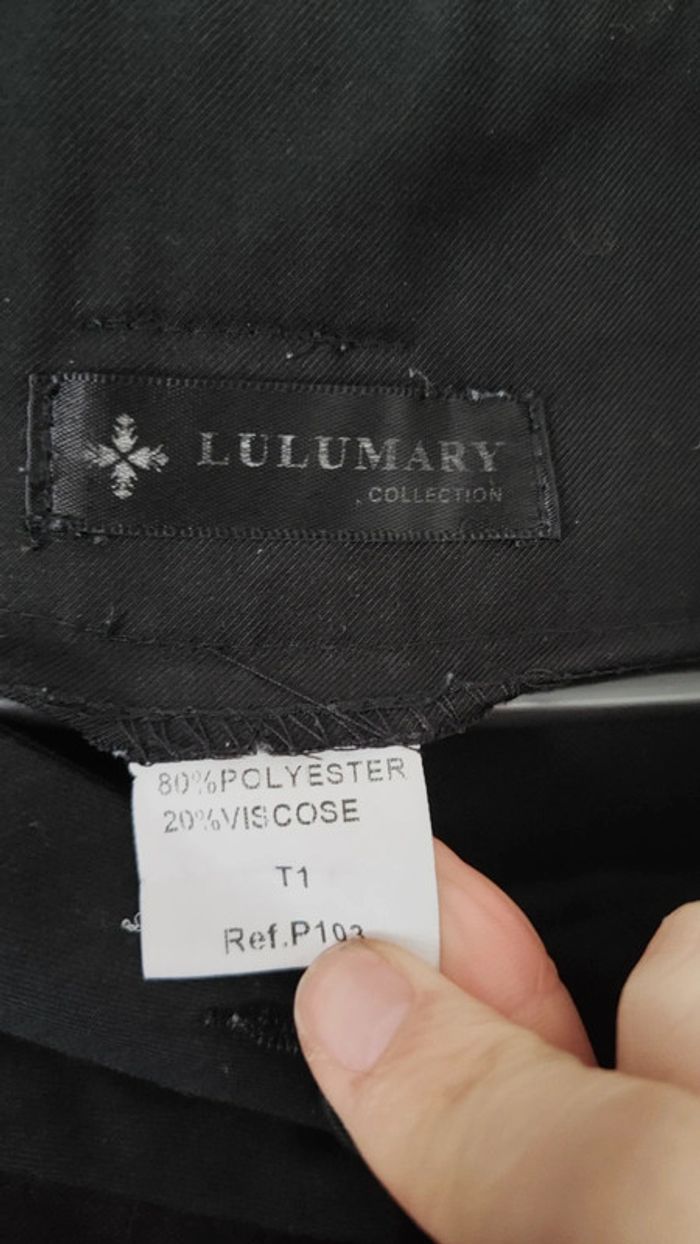 LULUMARY
COLLECTION
80%POLYESTER
20%VISCOSE
T1
Ref.P103